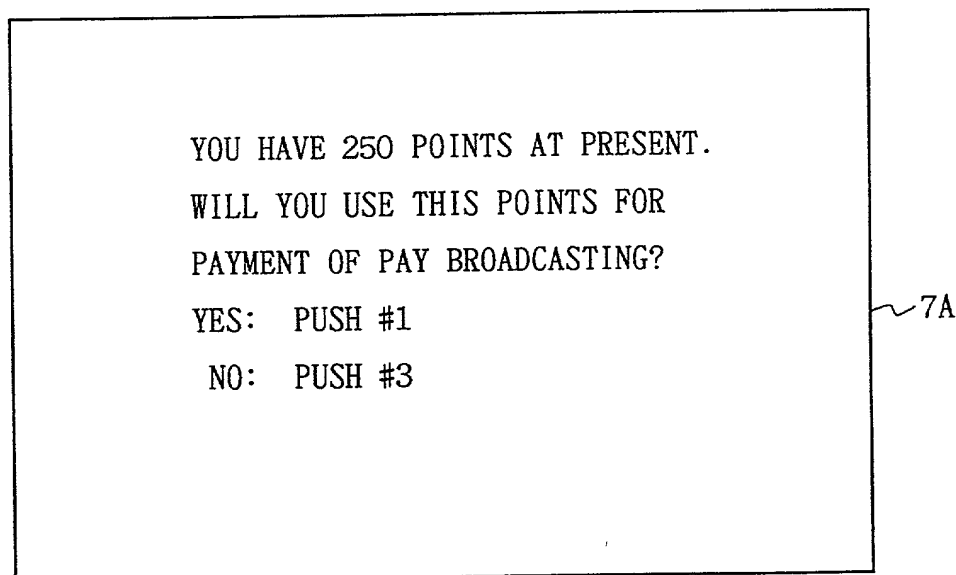 YOU HAVE 250 POINTS AT PRESENT.
WILL YOU USE THIS POINTS FOR
PAYMENT OF PAY BROADCASTING?
YES: PUSH #1
NO: PUSH #3
7A